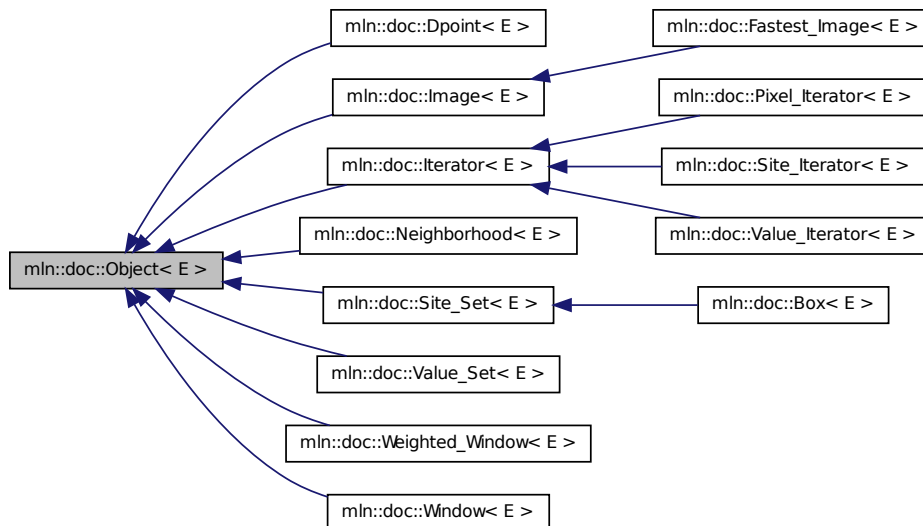 mln::doc::Dpoint< E >
mln::doc::Fastest_Image< E >
mln::doc::Image< E >
mln::doc::Pixel_Iterator< E >
mln::doc::Iterator< E >
mln::doc::Site_Iterator< E >
mln::doc::Neighborhood< E >
mln::doc::Value_Iterator< E >
mln::doc::Object< E >
mln::doc::Site_Set< E >
mln::doc::Box< E >
mln::doc::Value_Set< E >
mln::doc::Weighted_Window< E >
mln::doc::Window< E >